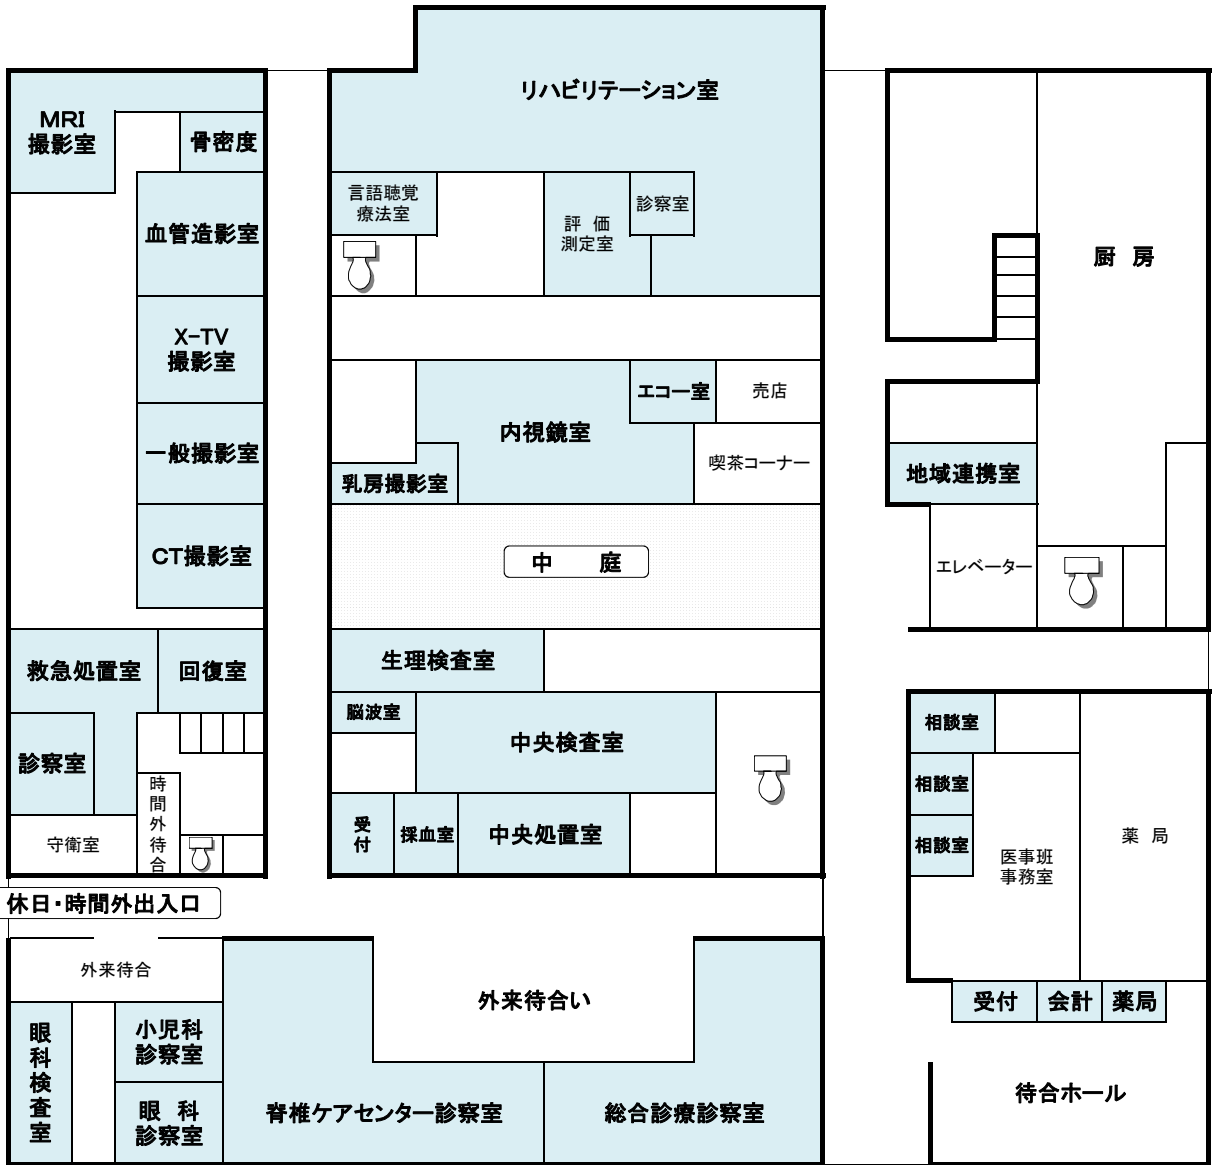 リハビリテーション室
MRI
撮影室
骨密度
言語聴覚
療法室
評 価
測定室
診察室
血管造影室
厨 房
X-TV
撮影室
エコー室
売店
内視鏡室
一般撮影室
喫茶コーナー
乳房撮影室
地域連携室
CT撮影室
中 庭
エレベーター
救急処置室
回復室
生理検査室
脳波室
中央検査室
相談室
診察室
相談室
時
間
外
待
合
受
付
採血室
中央処置室
守衛室
相談室
医事班
事務室
薬 局
休日・時間外出入口
外来待合
外来待合い
受付
会計
薬局
眼
科
検
査
室
小児科
診察室
眼 科
診察室
脊椎ケアセンター診察室
総合診療診察室
待合ホール